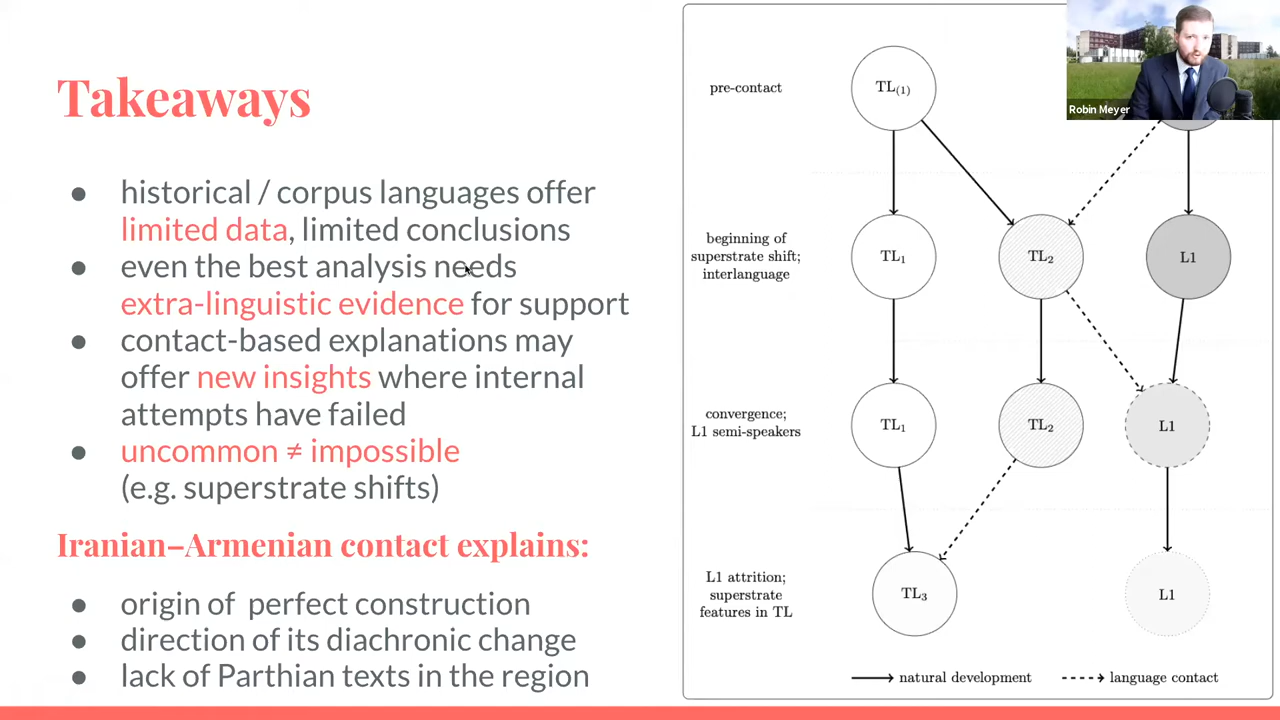 Takeaways
● historical / corpus languages offer
limited data, limited conclusions
● even the best analysis needs
extra-linguistic evidence for support
● contact-based explanations may
offer new insights where internal
attempts have failed
● uncommon ≠ impossible
(e.g. superstrate shifts)
Iranian–Armenian contact explains:
● origin of perfect construction
● direction of its diachronic change
● lack of Parthian texts in the region
Robin Meyer
pre-contact
TL(1)
beginning of
superstrate shift;
interlanguage
TL1
TL2
L1
convergence;
L1 semi-speakers
TL1
TL2
L1
L1 attrition;
superstrate
features in TL
TL3
L1
natural development
language contact